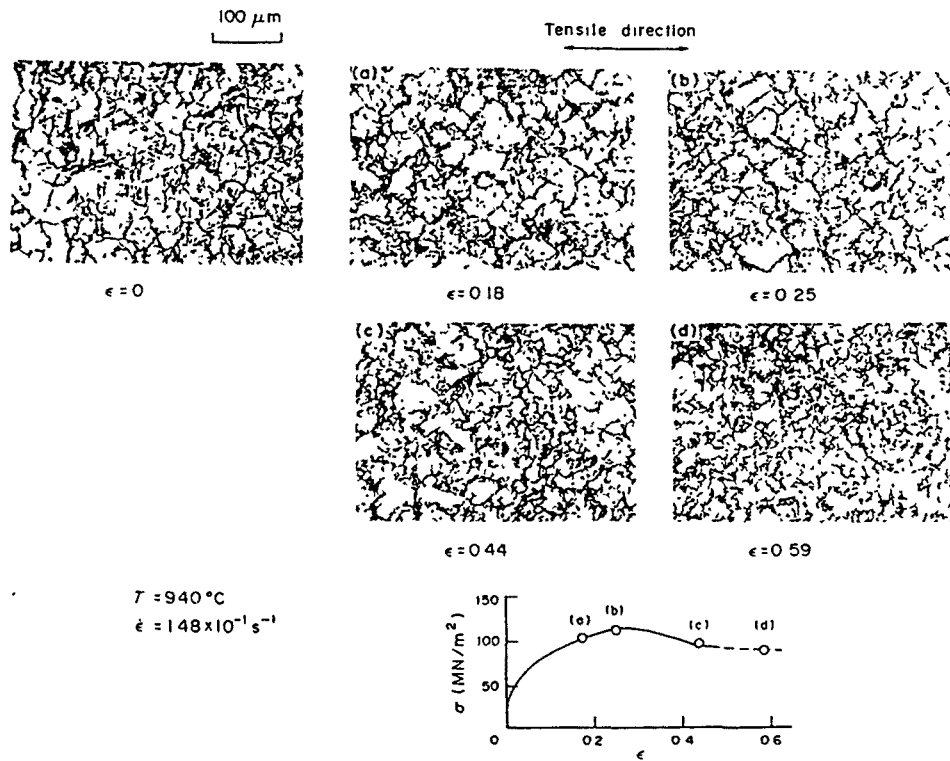 100 μm
Tensite direction
(a)
(b)
ϵ = 0
ϵ = 0 18
ϵ = 0 25
(c)
(d)
ϵ = 0 44
ϵ = 0 59
T = 940 °C
ϵ̇ = 1 48 × 10⁻¹ s⁻¹
150
100
50
0
σ (MN/m²)
(a)
(b)
(c)
(d)
0 2
0 4
0 6
ϵ